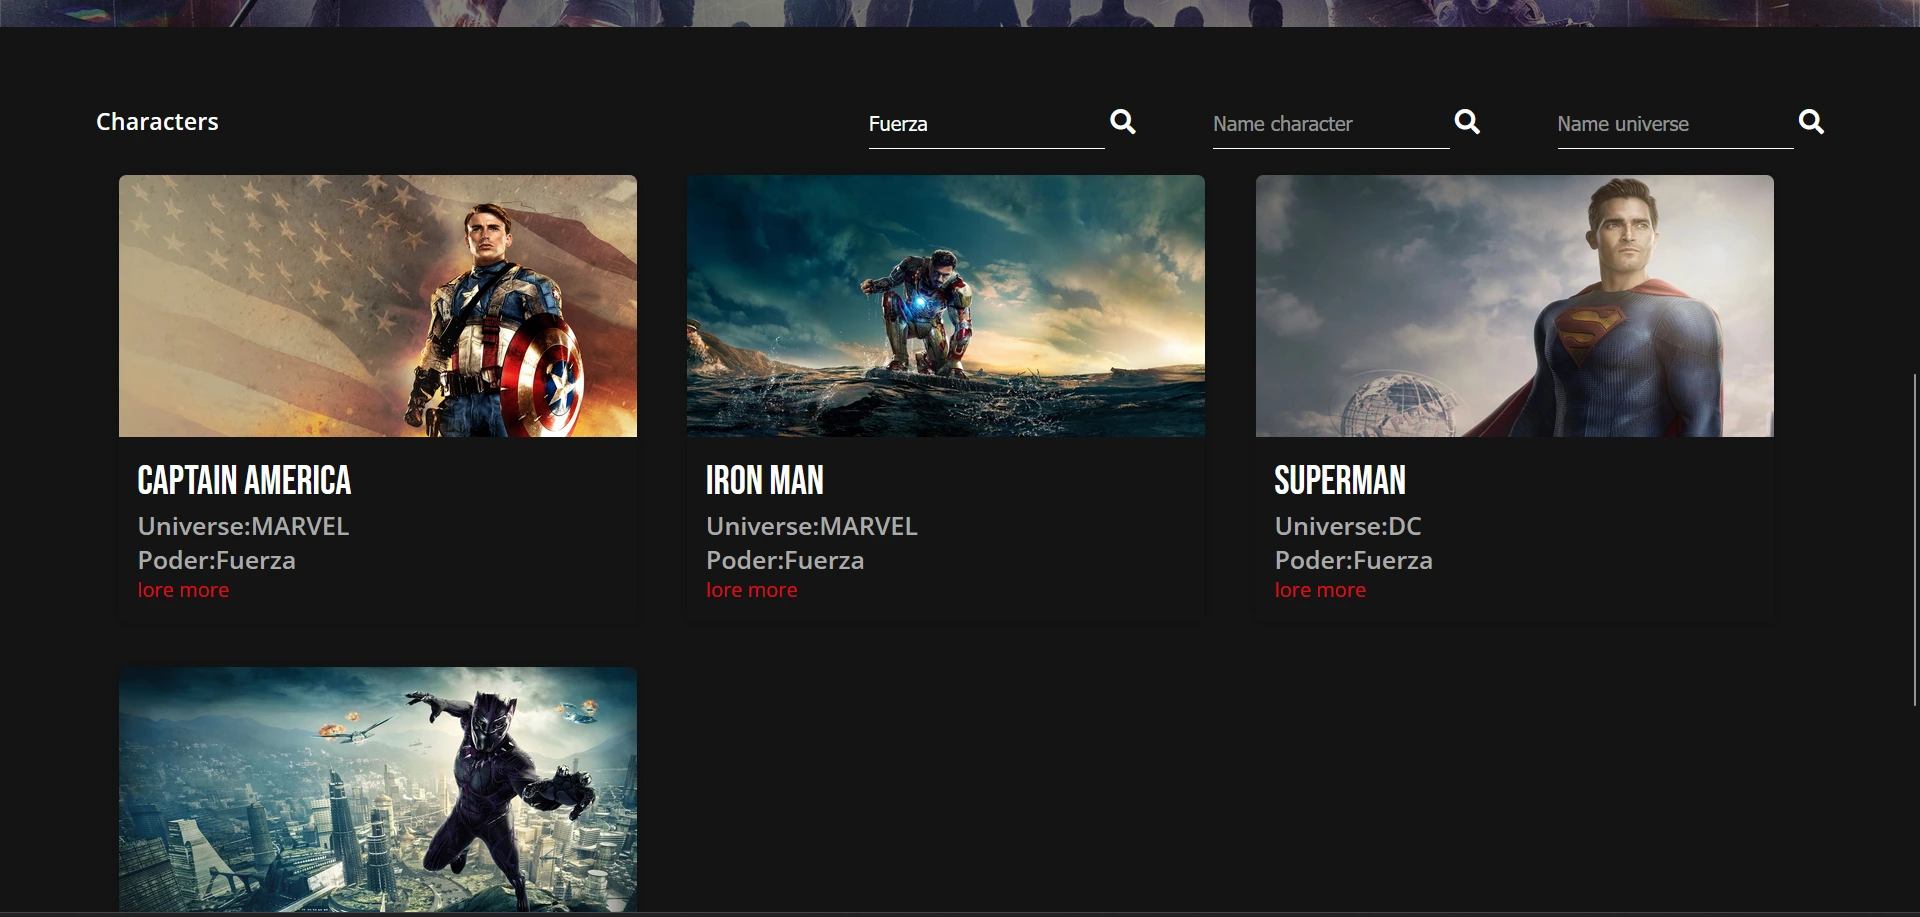 Characters
Fuerza
Name character
Name universe
CAPTAIN AMERICA
Universe:MARVEL
Poder:Fuerza
lore more
IRON MAN
Universe:MARVEL
Poder:Fuerza
lore more
SUPERMAN
Universe:DC
Poder:Fuerza
lore more